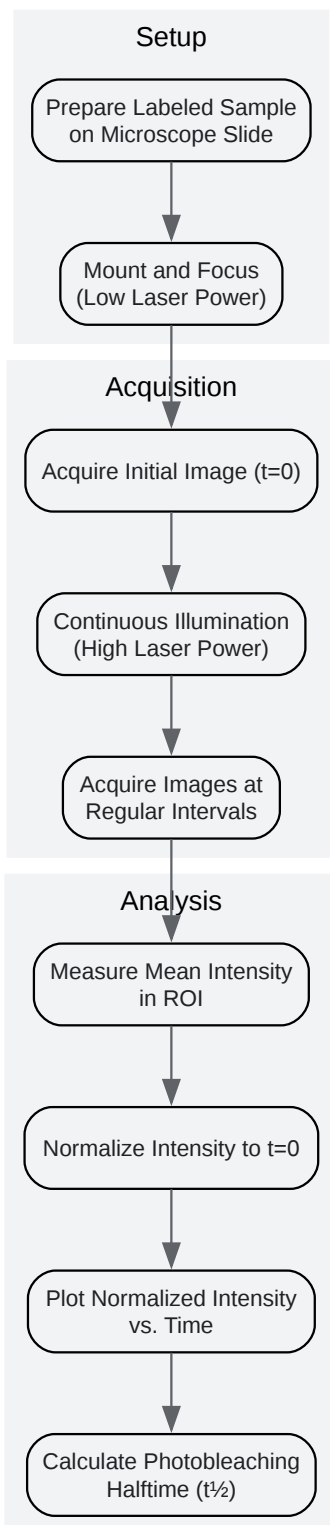 Setup
Prepare Labeled Sample
on Microscope Slide
Mount and Focus
(Low Laser Power)
Acquisition
Acquire Initial Image (t=0)
Continuous Illumination
(High Laser Power)
Acquire Images at
Regular Intervals
Analysis
Measure Mean Intensity
in ROI
Normalize Intensity to t=0
Plot Normalized Intensity
vs. Time
Calculate Photobleaching
Halftime (t½)